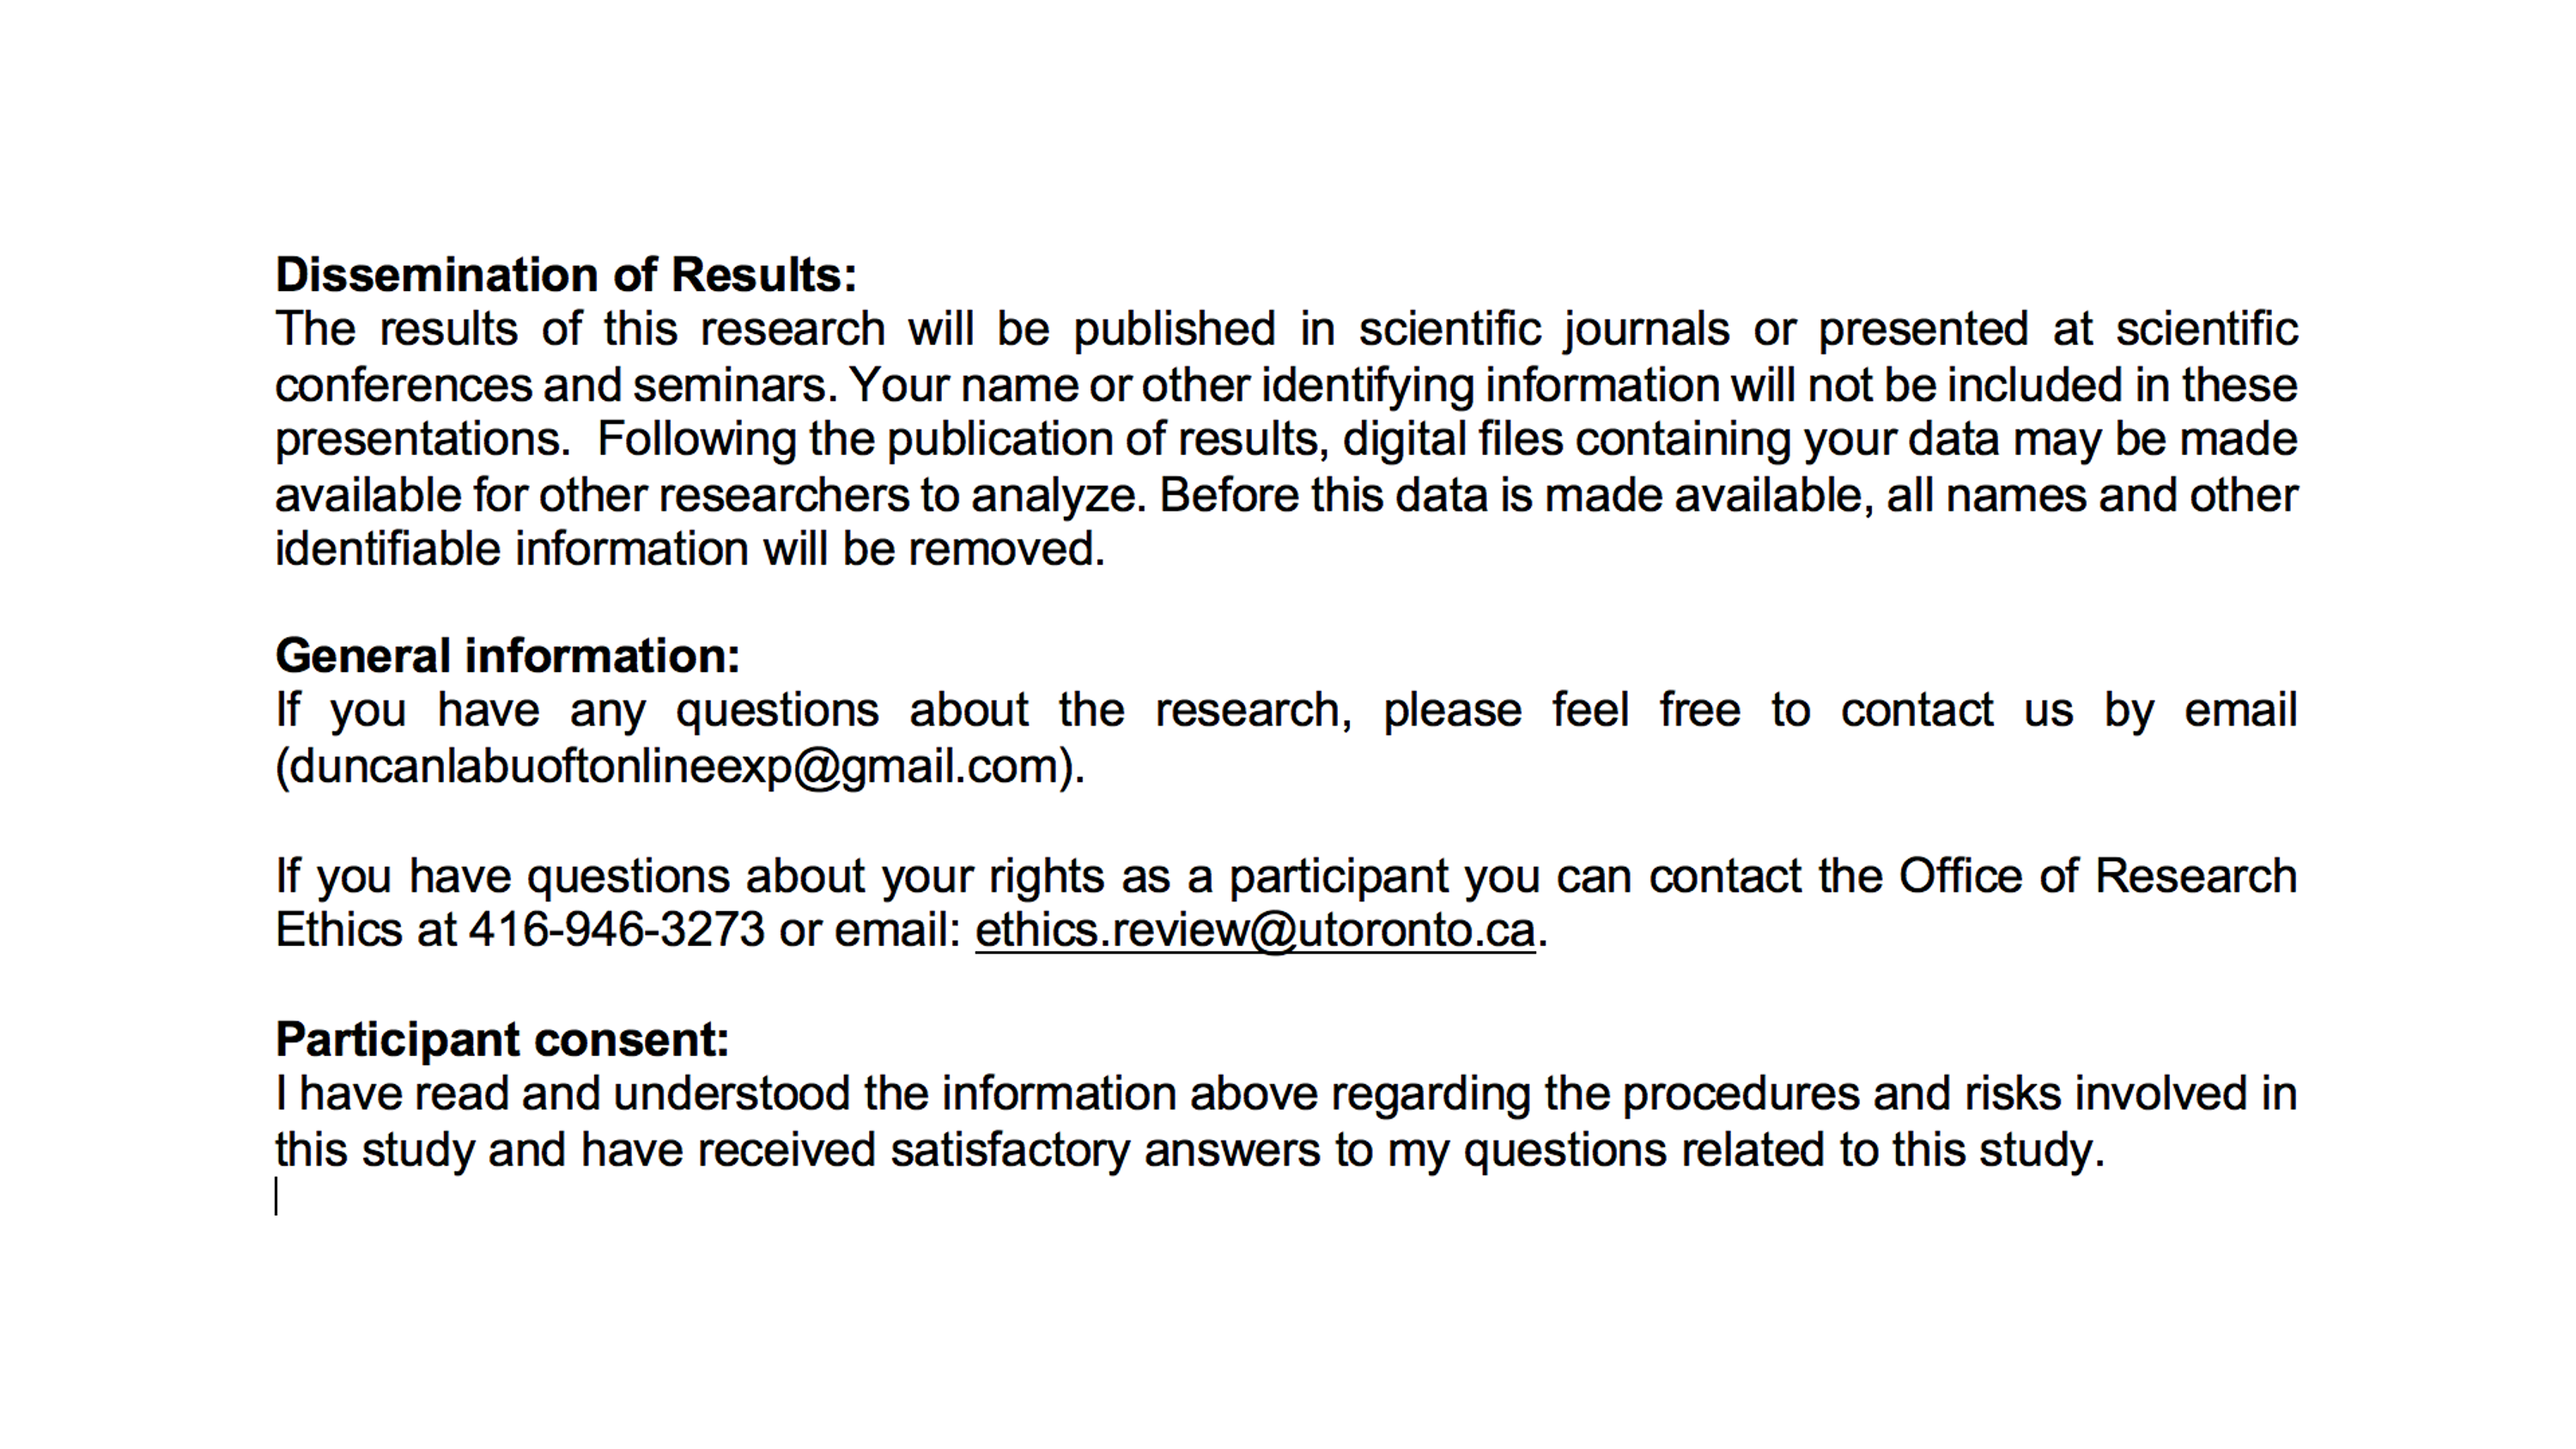 Dissemination of Results:
The results of this research will be published in scientific journals or presented at scientific
conferences and seminars. Your name or other identifying information will not be included in these
presentations.  Following the publication of results, digital files containing your data may be made
available for other researchers to analyze. Before this data is made available, all names and other
identifiable information will be removed.
General information:
If you have any questions about the research, please feel free to contact us by email
(duncanlabuoftonlineexp@gmail.com).
If you have questions about your rights as a participant you can contact the Office of Research
Ethics at 416-946-3273 or email: ethics.review@utoronto.ca.
Participant consent:
I have read and understood the information above regarding the procedures and risks involved in
this study and have received satisfactory answers to my questions related to this study.